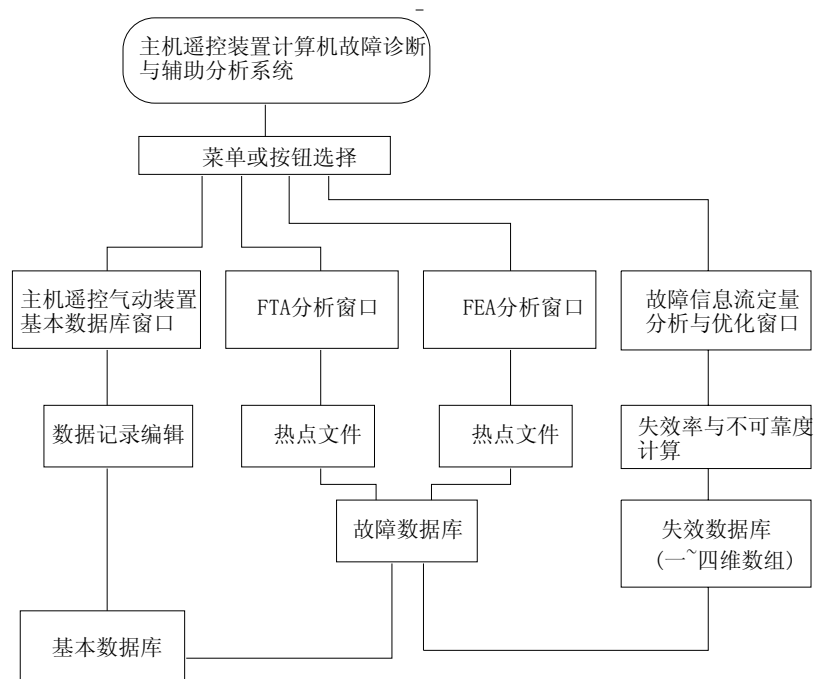 主机遥控装置计算机故障诊断
与辅助分析系统
菜单或按钮选择
主机遥控气动装置
基本数据库窗口
FTA分析窗口
FEA分析窗口
故障信息流定量
分析与优化窗口
数据记录编辑
热点文件
热点文件
失效率与不可靠度
计算
故障数据库
失效数据库
(一~四维数组)
基本数据库